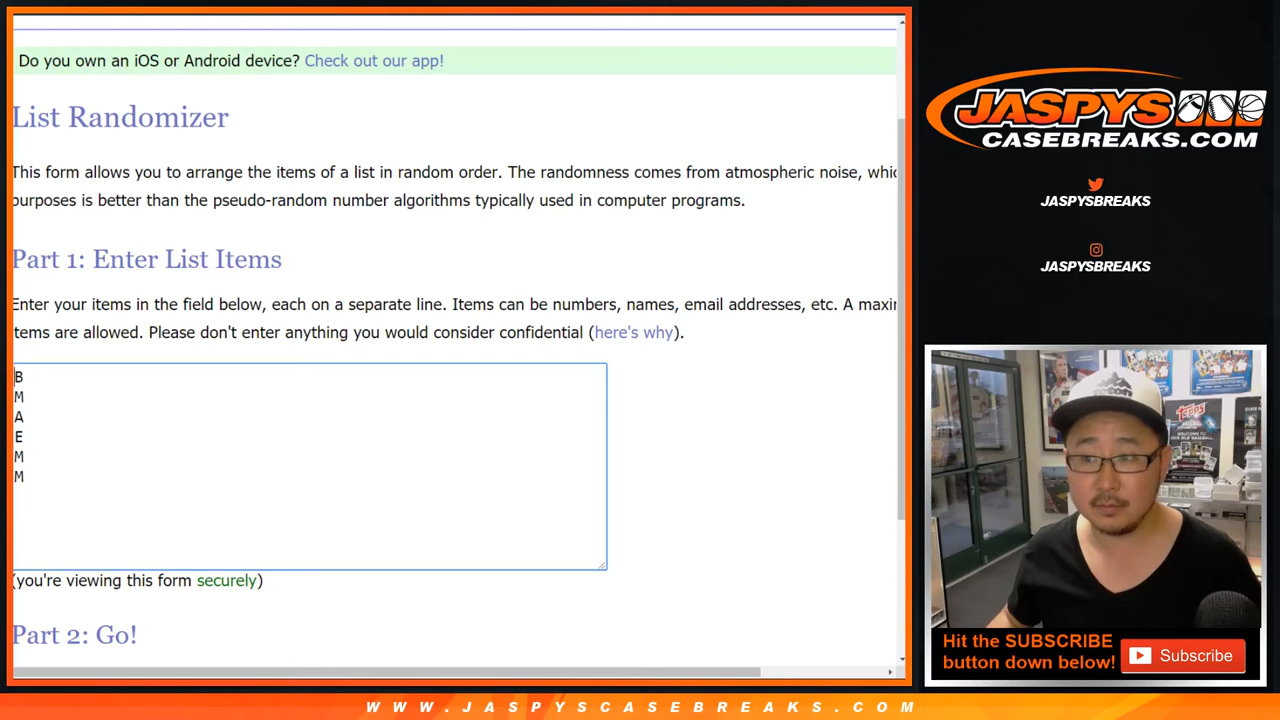 Do you own an iOS or Android device? Check out our app!
List Randomizer
This form allows you to arrange the items of a list in random order. The randomness comes from atmospheric noise, whic
purposes is better than the pseudo-random number algorithms typically used in computer programs.
Part 1: Enter List Items
Enter your items in the field below, each on a separate line. Items can be numbers, names, email addresses, etc. A maxi
items are allowed. Please don't enter anything you would consider confidential (here's why).
B
M
A
E
M
M
(you're viewing this form securely)
Part 2: Go!
JASPYS
CASEBREAKS.COM
JASPYSBREAKS
JASPYSBREAKS
Topps
Hit the SUBSCRIBE
button down below!
Subscribe
WWW.JASPYSCASEBREAKS.COM